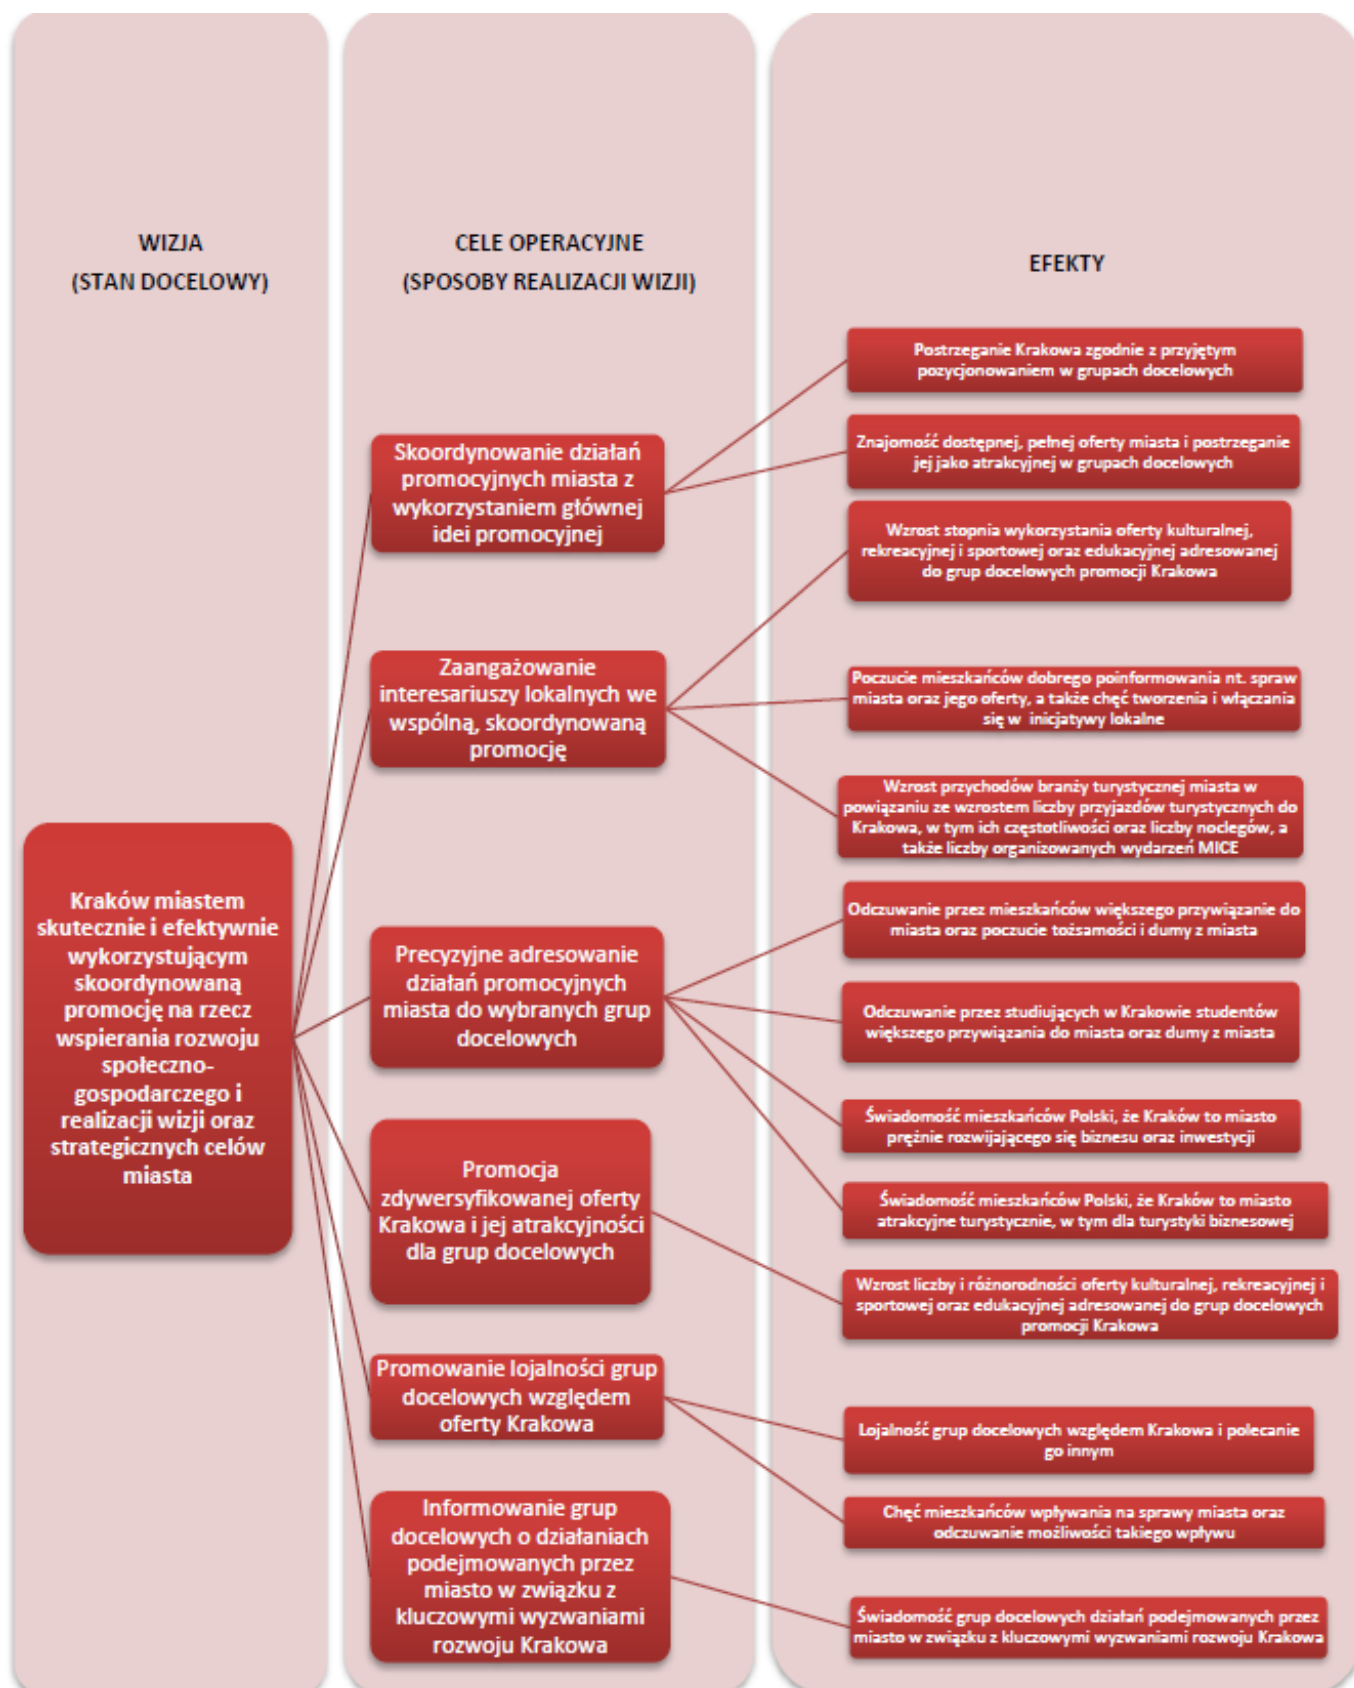 WIZJA
(STAN DOCELOWY)
CELE OPERACYJNE
(SPOSOBY REALIZACJI WIZJI)
EFEKTY
Kraków miastem
skutecznie i efektywnie
wykorzystującym
skoordynowaną
promocję na rzecz
wspierania rozwoju
społeczno-
gospodarczego i
realizacji wizji oraz
strategicznych celów
miasta
Skoordynowanie działań
promocyjnych miasta z
wykorzystaniem głównej
idei promocyjnej
Zaangażowanie
interesariuszy lokalnych we
wspólną, skoordynowaną
promocję
Precyzyjne adresowanie
działań promocyjnych
miasta do wybranych grup
docelowych
Promocja
zdywersyfikowanej oferty
Krakowa i jej atrakcyjności
dla grup docelowych
Promowanie lojalności grup
docelowych względem
oferty Krakowa
Informowanie grup
docelowych o działaniach
podejmowanych przez
miasto w związku z
kluczowymi wyzwaniami
rozwoju Krakowa
Postrzeganie Krakowa zgodnie z przyjętym
pozycjonowaniem w grupach docelowych
Znajomość dostępnej, pełnej oferty miasta i postrzeganie
jej jako atrakcyjnej w grupach docelowych
Wzrost stopnia wykorzystania oferty kulturalnej,
rekreacyjnej i sportowej oraz edukacyjnej adresowanej
do grup docelowych promocji Krakowa
Poczucie mieszkańców dobrego poinformowania nt. spraw
miasta oraz jego oferty, a także chęć tworzenia i włączania
się w inicjatywy lokalne
Wzrost przychodów branży turystycznej miasta w
powiązaniu ze wzrostem liczby przyjazdów turystycznych do
Krakowa, w tym ich częstotliwości oraz liczby noclegów, a
także liczby organizowanych wydarzeń MICE
Odczuwanie przez mieszkańców większego przywiązanie do
miasta oraz poczucie tożsamości i dumy z miasta
Odczuwanie przez studiujących w Krakowie studentów
większego przywiązania do miasta oraz dumy z miasta
Świadomość mieszkańców Polski, że Kraków to miasto
prężnie rozwijającego się biznesu oraz inwestycji
Świadomość mieszkańców Polski, że Kraków to miasto
atrakcyjne turystycznie, w tym dla turystyki biznesowej
Wzrost liczby i różnorodności oferty kulturalnej, rekreacyjnej i
sportowej oraz edukacyjnej adresowanej do grup docelowych
promocji Krakowa
Lojalność grup docelowych względem Krakowa i polecanie
go innym
Chęć mieszkańców wpływania na sprawy miasta oraz
odczuwanie możliwości takiego wpływu
Świadomość grup docelowych działań podejmowanych przez
miasto w związku z kluczowymi wyzwaniami rozwoju Krakowa